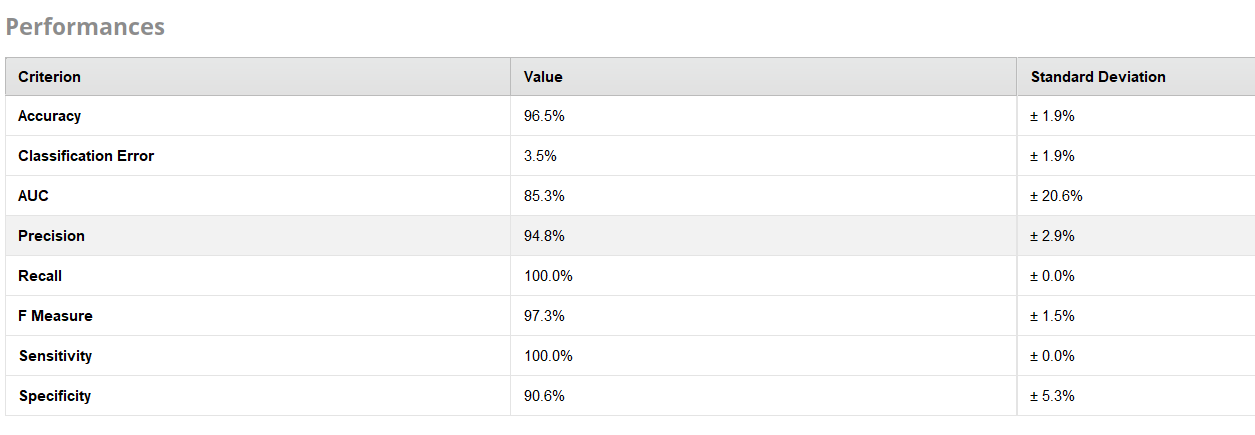 Performances
Criterion Value Standard Deviation
Accuracy 96.5% ± 1.9%
Classification Error 3.5% ± 1.9%
AUC 85.3% ± 20.6%
Precision 94.8% ± 2.9%
Recall 100.0% ± 0.0%
F Measure 97.3% ± 1.5%
Sensitivity 100.0% ± 0.0%
Specificity 90.6% ± 5.3%